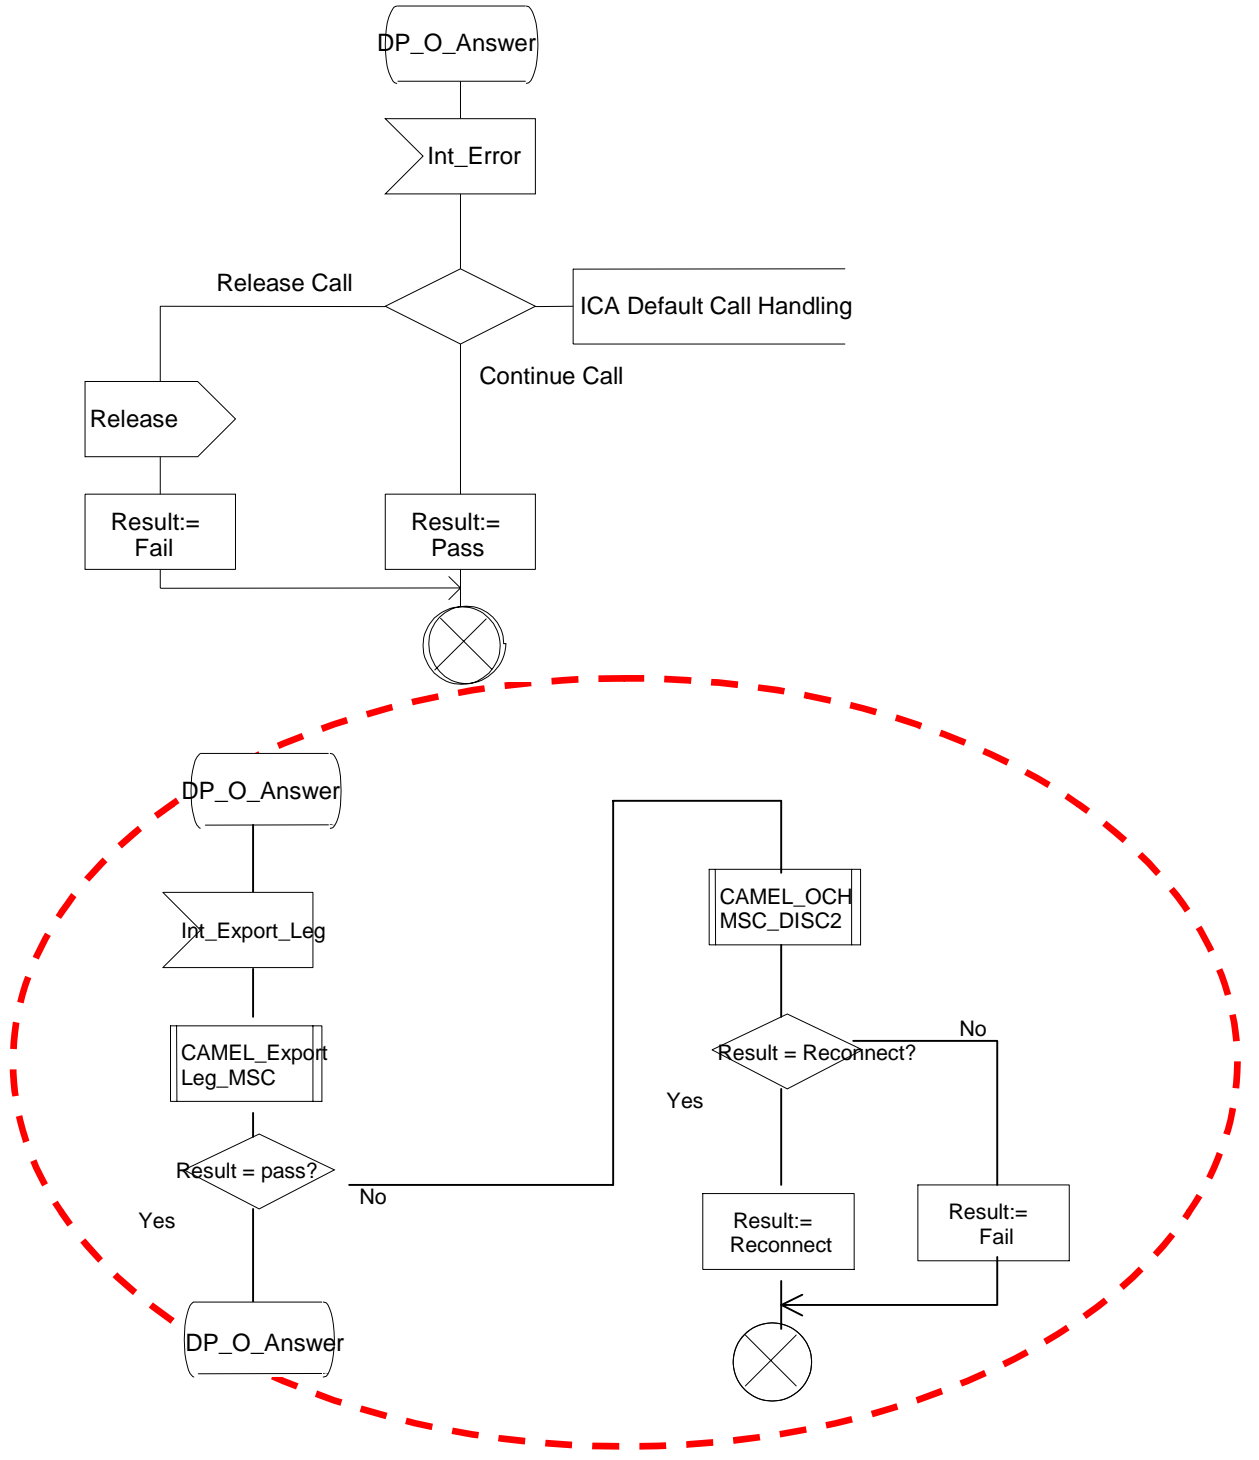 DP_O_Answer
Int_Error
Release Call
ICA Default Call Handling
Continue Call
Release
Result:=
Fail
Result:=
Pass
DP_O_Answer
Int_Export_Leg
CAMEL_Export
Leg_MSC
Result = pass?
No
Yes
DP_O_Answer
CAMEL_OCH
MSC_DISC2
No
Result = Reconnect?
Yes
Result:=
Reconnect
Result:=
Fail